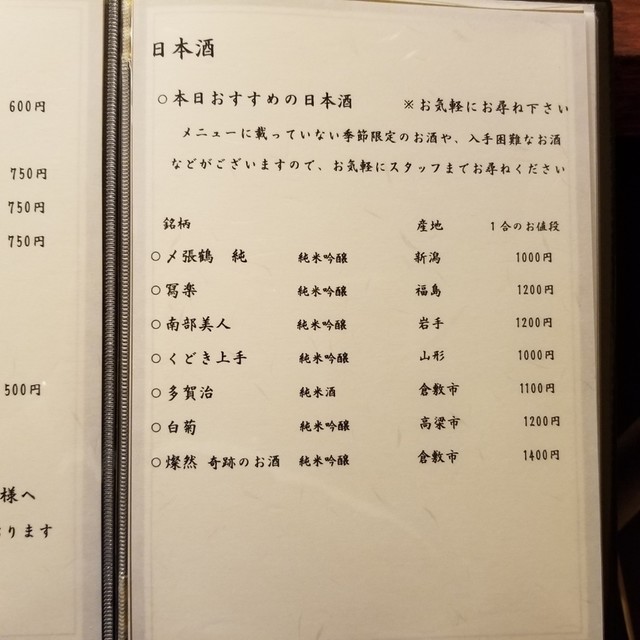 600円
750円
750円
750円
500円
様へ
ります
日本酒
○本日おすすめの日本酒 ※お気軽にお尋ね下さい
メニューに載っていない季節限定のお酒や、入手困難なお酒
などがございますので、お気軽にスタッフまでお尋ねください
銘柄 産地 1合のお値段
○〆張鶴 純 純米吟醸 新潟 1000円
○冩楽 純米吟醸 福島 1200円
○南部美人 純米吟醸 岩手 1200円
○くどき上手 純米吟醸 山形 1000円
○多賀治 純米酒 倉敷市 1100円
○白菊 純米吟醸 高梁市 1200円
○燦然 奇跡のお酒 純米吟醸 倉敷市 1400円